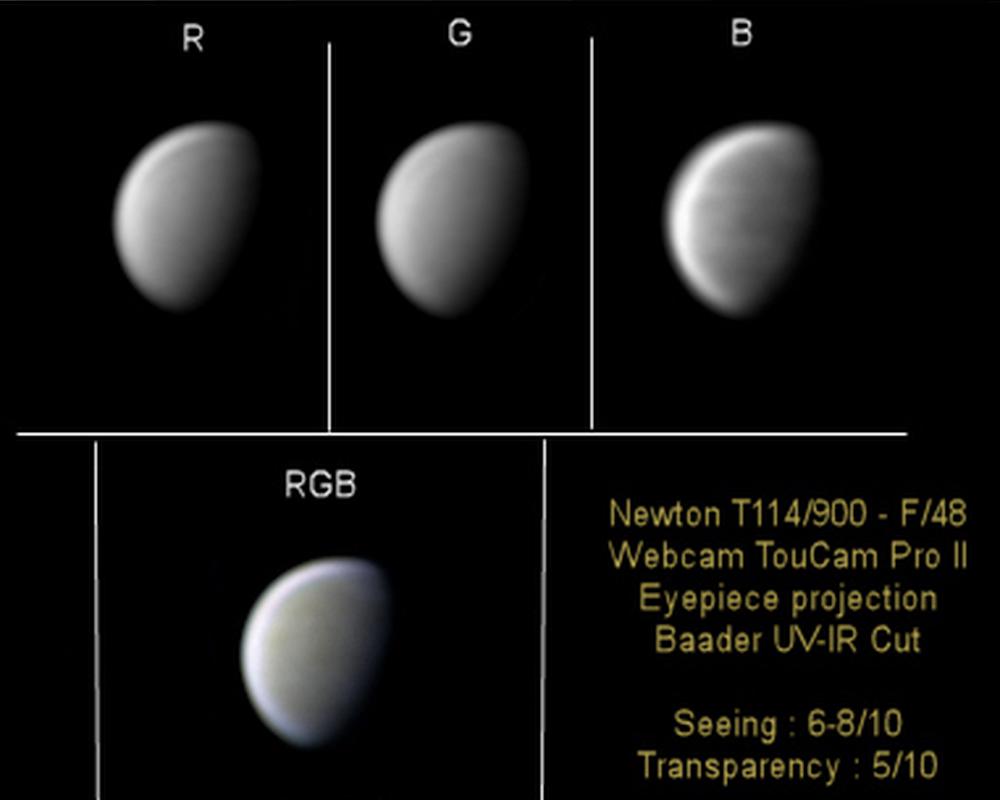 R
G
B
RGB
Newton T114/900 - F/48
Webcam TouCam Pro II
Eyepiece projection
Baader UV-IR Cut
Seeing : 6-8/10
Transparency : 5/10